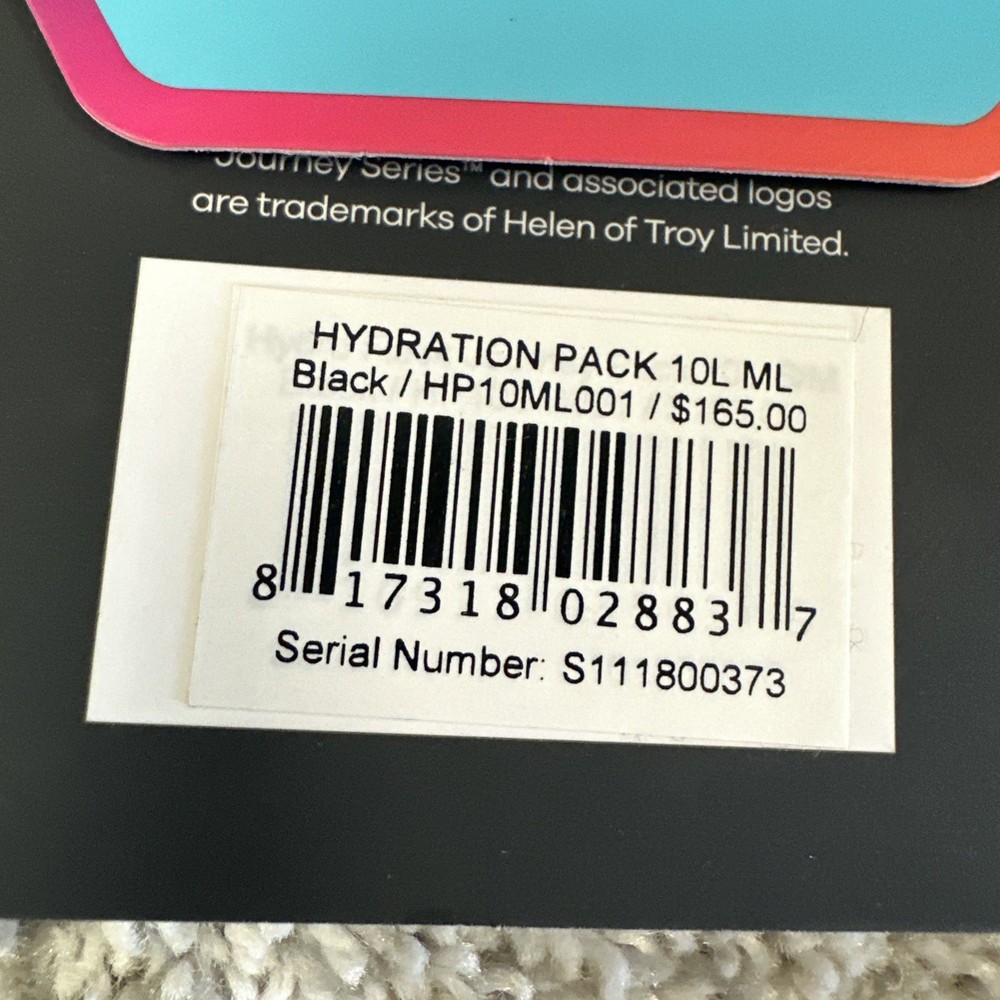 Journey Series™ and associated logos
are trademarks of Helen of Troy Limited.
HYDRATION PACK 10L ML
Black / HP10ML001 / $165.00
8 17318 02883 7
Serial Number: S111800373